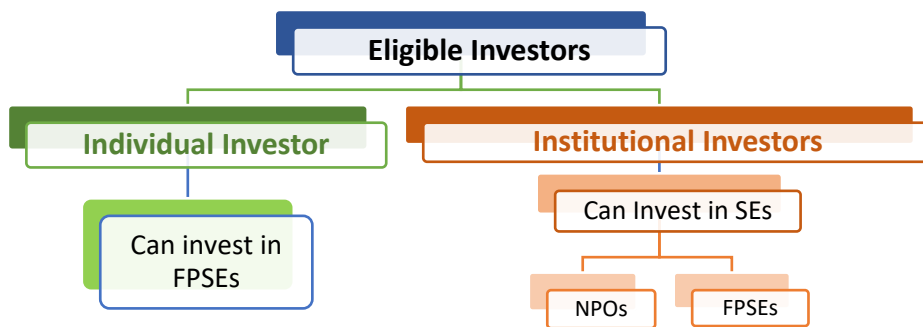 Eligible Investors
Individual Investor
Institutional Investors
Can invest in
FPSEs
Can Invest in SEs
NPOs
FPSEs